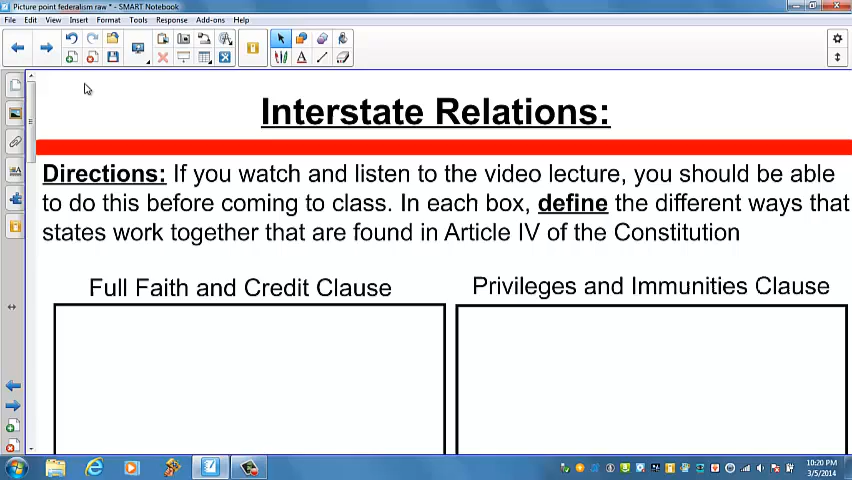 Picture point federalism raw * - SMART Notebook
File Edit View Insert Format Tools Response Add-ons Help
Interstate Relations:
Directions: If you watch and listen to the video lecture, you should be able
to do this before coming to class. In each box, define the different ways that
states work together that are found in Article IV of the Constitution
Full Faith and Credit Clause
Privileges and Immunities Clause
10:20 PM
3/5/2014